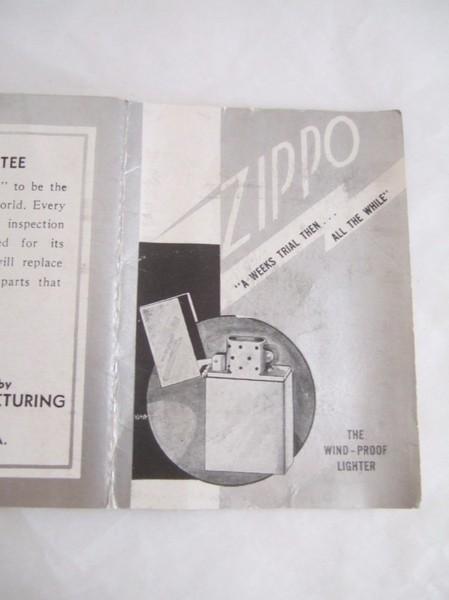 TEE
" to be the
orld. Every
inspection
ed for its
vill replace
parts that
by
CTURING
A.
ZIPPO
"A WEEKS TRIAL THEN....
ALL THE WHILE"
THE
WIND-PROOF
LIGHTER